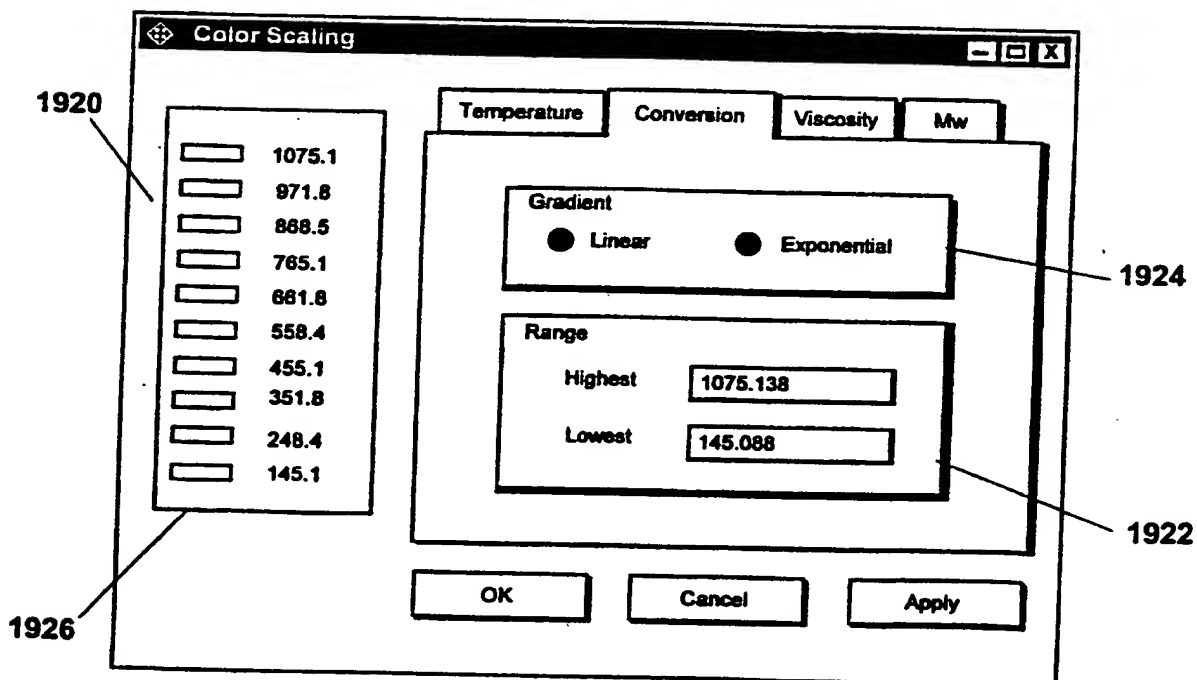 Color Scaling
1920
1075.1
971.8
868.5
765.1
661.8
558.4
455.1
351.8
248.4
145.1
1926
Temperature
Conversion
Viscosity
Mw
Gradient
Linear
Exponential
1924
Range
Highest
1075.138
Lowest
145.088
1922
OK
Cancel
Apply